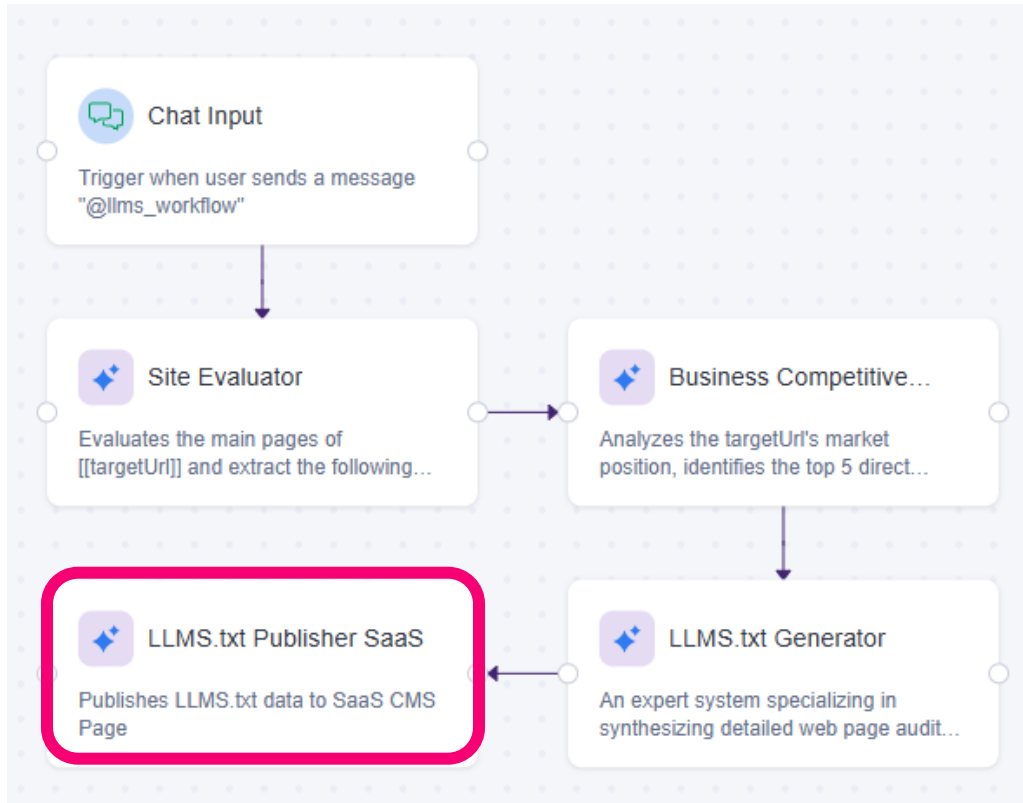 Chat Input
Trigger when user sends a message
"@llms_workflow"
Site Evaluator
Evaluates the main pages of
[[targetUrl]] and extract the following...
Business Competitive...
Analyzes the targetUrl's market
position, identifies the top 5 direct...
LLMS.txt Publisher SaaS
Publishes LLMS.txt data to SaaS CMS
Page
LLMS.txt Generator
An expert system specializing in
synthesizing detailed web page audit...